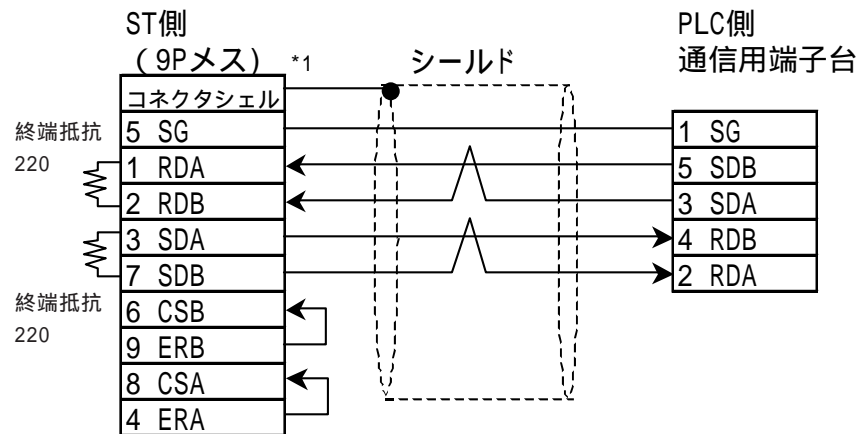 ST側
(9Pメス) *1
シールド
PLC側
通信用端子台
コネクタシェル
終端抵抗
220
5 SG
1 RDA
2 RDB
3 SDA
7 SDB
終端抵抗
220
6 CSB
9 ERB
8 CSA
4 ERA
1 SG
5 SDB
3 SDA
4 RDB
2 RDA